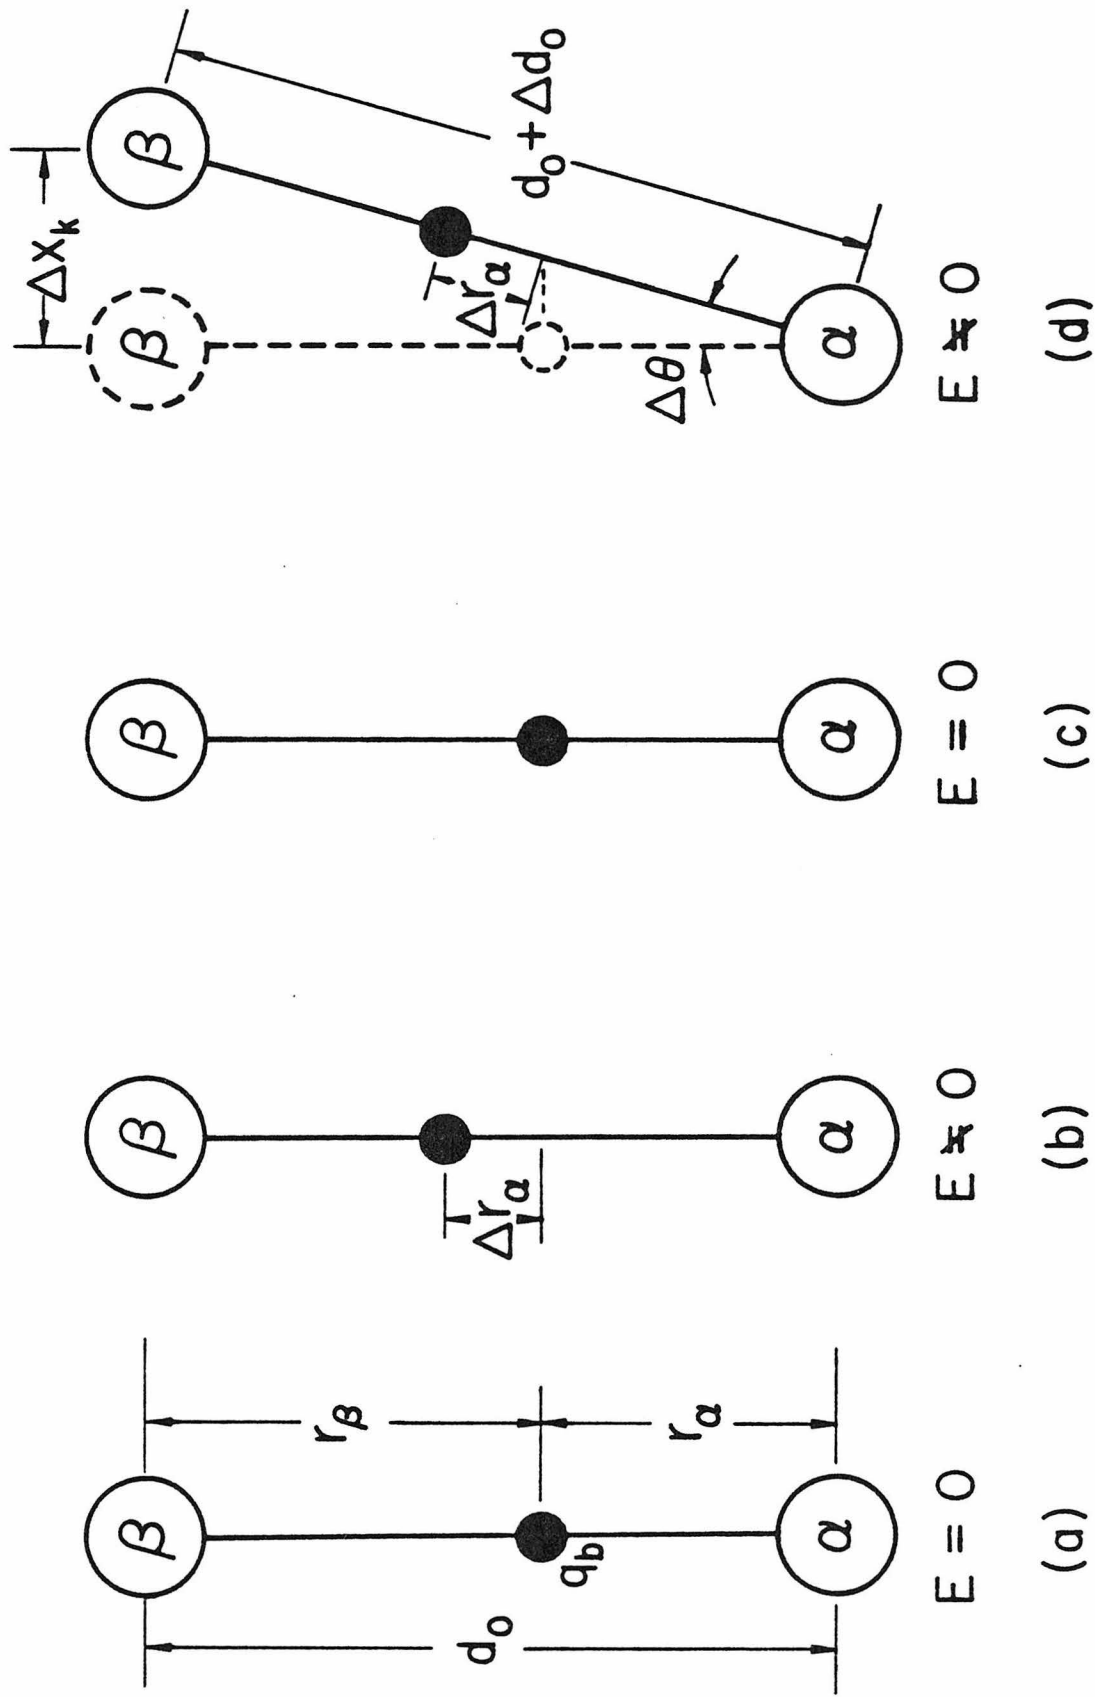 β
d₀
r_β
q_b
r_α
α
E = 0
(a)
β
Δr_α
α
E ≠ 0
(b)
β
α
E = 0
(c)
ΔX_k
β
β
Δr_α
d₀ + Δd₀
Δθ
α
E ≠ 0
(d)